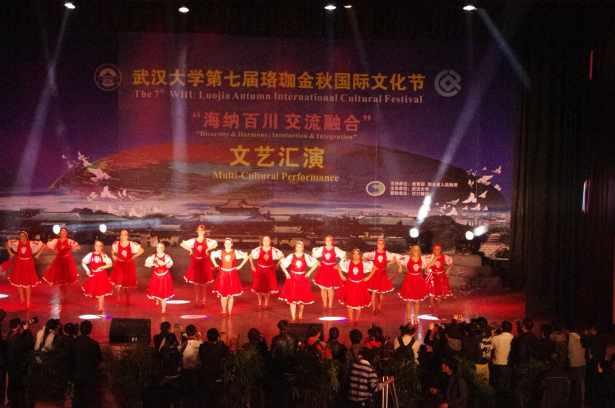 武汉大学第七届珞珈金秋国际文化节
The 7th WHU Luojia Autumn International Cultural Festival
“海纳百川 交流融合”
“Diversity & Harmony; Interaction & Integration”
文艺汇演
Multi-Cultural Performance